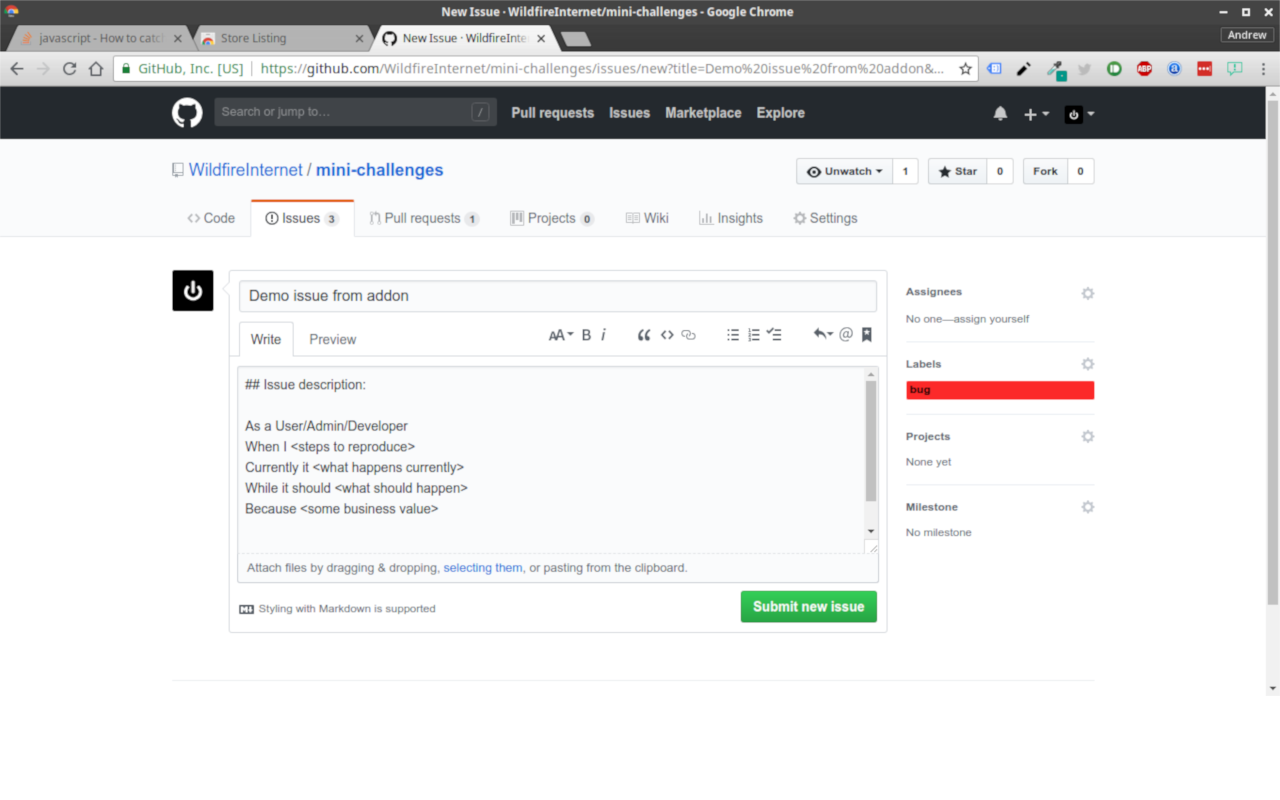 New Issue · WildfireInternet/mini-challenges - Google Chrome
javascript - How to catc
Store Listing
New Issue · WildfireInte
Andrew
GitHub, Inc. [US] https://github.com/WildfireInternet/mini-challenges/issues/new?title=Demo%20issue%20from%20addon&...
ABP
Search or jump to...
/
Pull requests Issues Marketplace Explore
WildfireInternet / mini-challenges
Unwatch 1
Star 0
Fork 0
Code
Issues 3
Pull requests 1
Projects 0
Wiki
Insights
Settings
Demo issue from addon
Write Preview
AA B i
@
## Issue description:
As a User/Admin/Developer
When I <steps to reproduce>
Currently it <what happens currently>
While it should <what should happen>
Because <some business value>
Attach files by dragging & dropping, selecting them, or pasting from the clipboard.
Styling with Markdown is supported
Submit new issue
Assignees
No one—assign yourself
Labels
bug
Projects
None yet
Milestone
No milestone